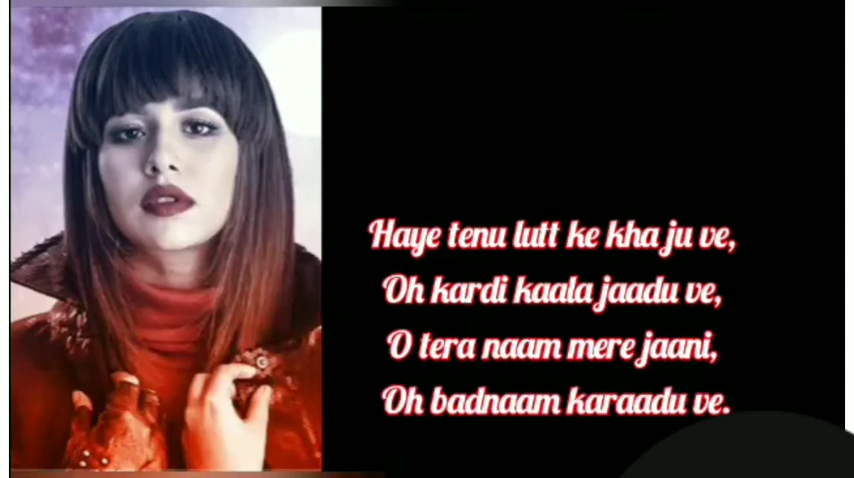 Haye tenu lutt ke kha ju ve,
Oh kardi kaala jaadu ve,
O tera naam mere jaani,
Oh badnaam karaadu ve.